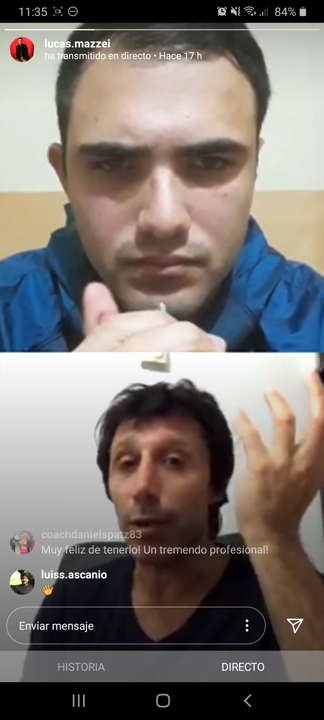 11:35
84%
lucas.mazzei
ha transmitido en directo • Hace 17 h
coachdanielspatz83
Muy feliz de tenerlo! Un tremendo profesional!
luiss.ascanio
👋
Enviar mensaje
HISTORIA
DIRECTO